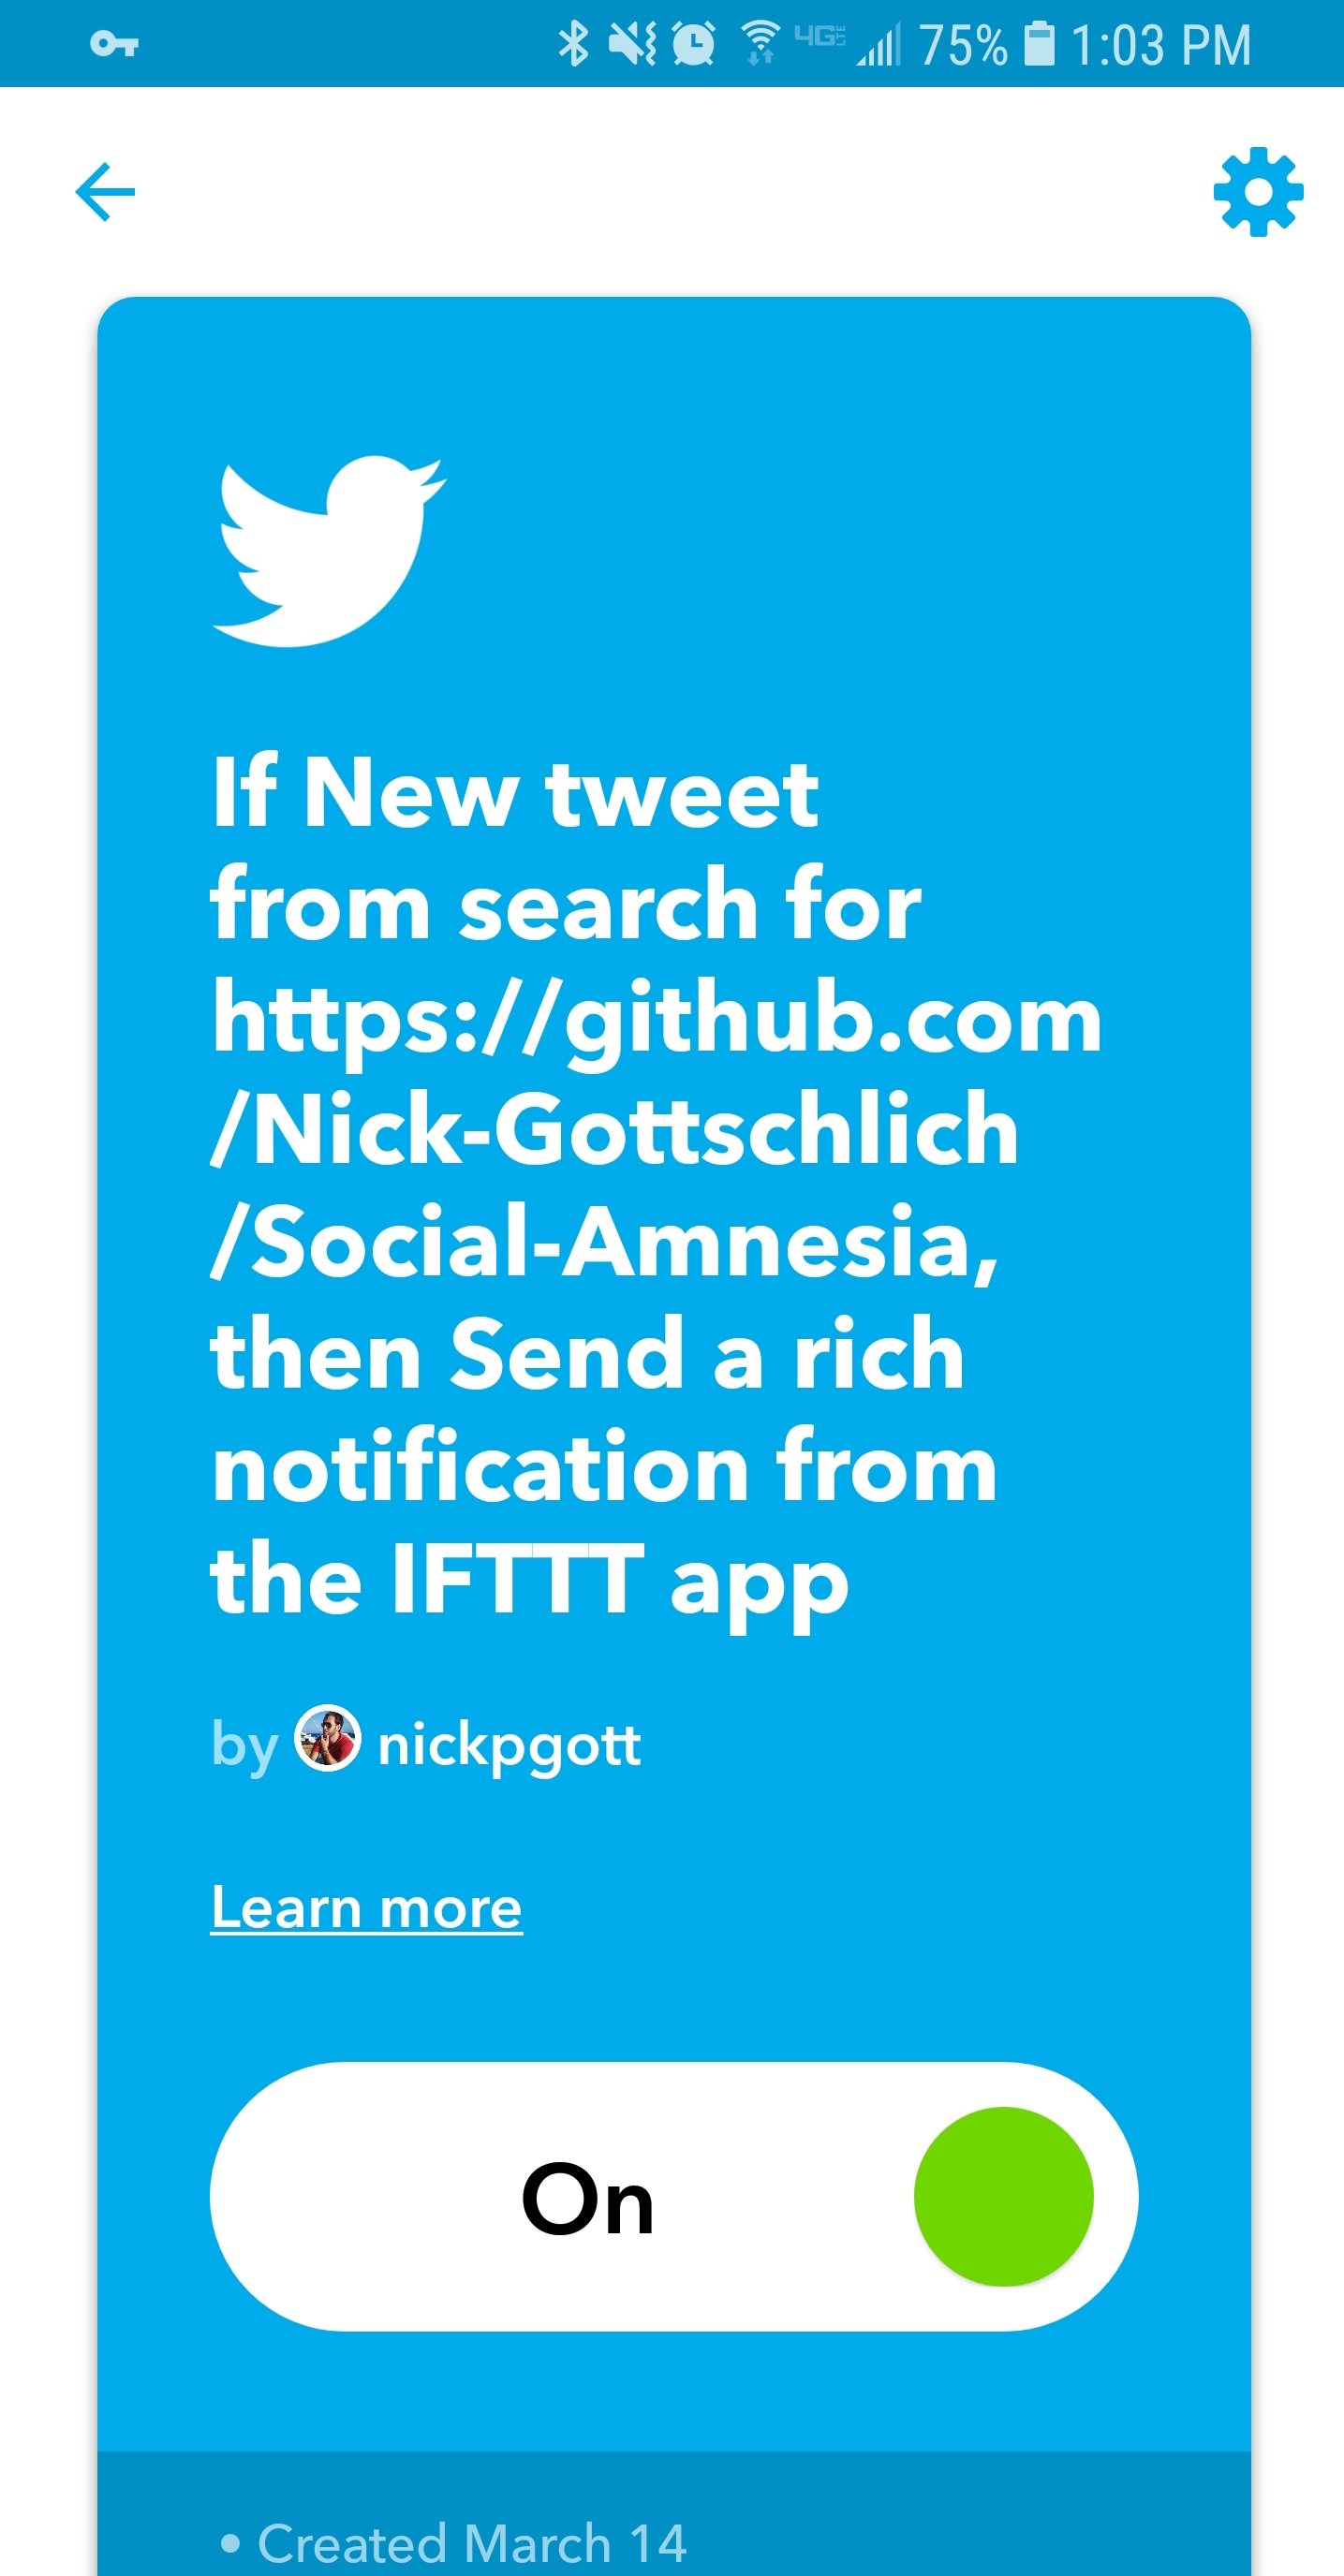 4G LTE 75% 1:03 PM
If New tweet
from search for
https://github.com
/Nick-Gottschlich
/Social-Amnesia,
then Send a rich
notification from
the IFTTT app
by nickpgott
Learn more
On
• Created March 14